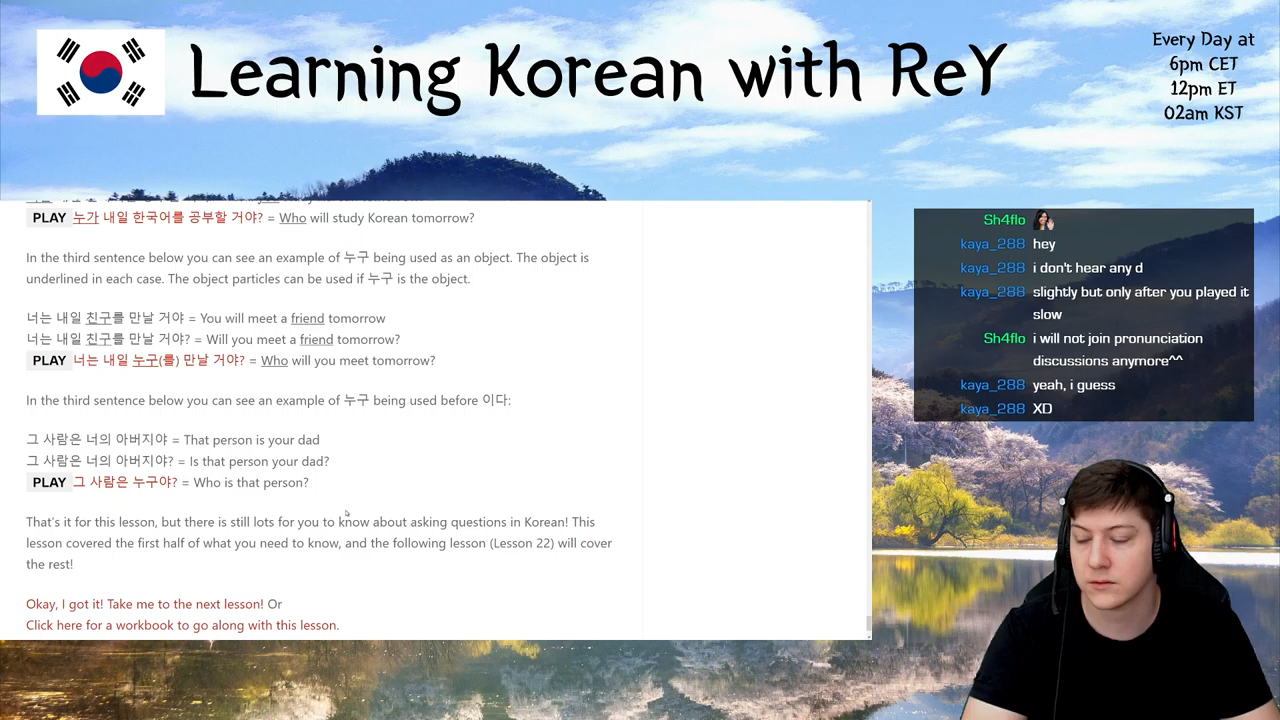 Learning Korean with ReY
Every Day at
6pm CET
12pm ET
02am KST
PLAY 누가 내일 한국어를 공부할 거야? = Who will study Korean tomorrow?
In the third sentence below you can see an example of 누구 being used as an object. The object is
underlined in each case. The object particles can be used if 누구 is the object.
너는 내일 친구를 만날 거야 = You will meet a friend tomorrow
너는 내일 친구를 만날 거야? = Will you meet a friend tomorrow?
PLAY 너는 내일 누구(를) 만날 거야? = Who will you meet tomorrow?
In the third sentence below you can see an example of 누구 being used before 이다:
그 사람은 너의 아버지야 = That person is your dad
그 사람은 너의 아버지야? = Is that person your dad?
PLAY 그 사람은 누구야? = Who is that person?
That's it for this lesson, but there is still lots for you to know about asking questions in Korean! This
lesson covered the first half of what you need to know, and the following lesson (Lesson 22) will cover
the rest!
Okay, I got it! Take me to the next lesson! Or
Click here for a workbook to go along with this lesson.
Sh4flo
kaya_288 hey
kaya_288 i don't hear any d
kaya_288 slightly but only after you played it
slow
Sh4flo i will not join pronunciation
discussions anymore^^
kaya_288 yeah, i guess
kaya_288 XD